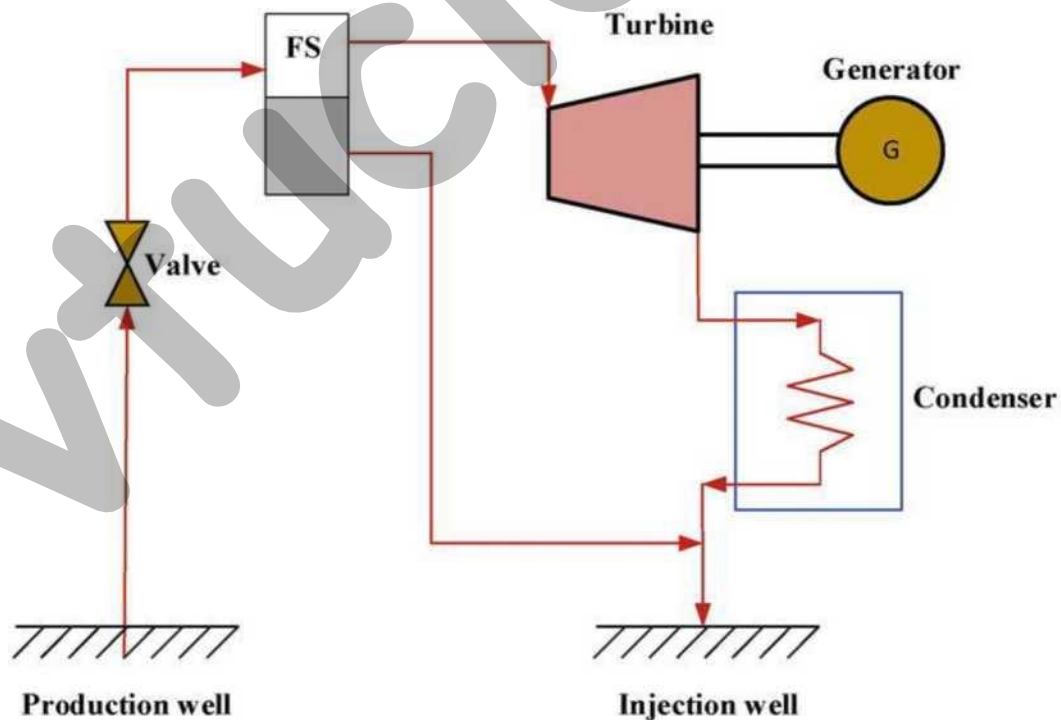 Turbine
FS
Generator
G
Valve
Condenser
Production well
Injection well